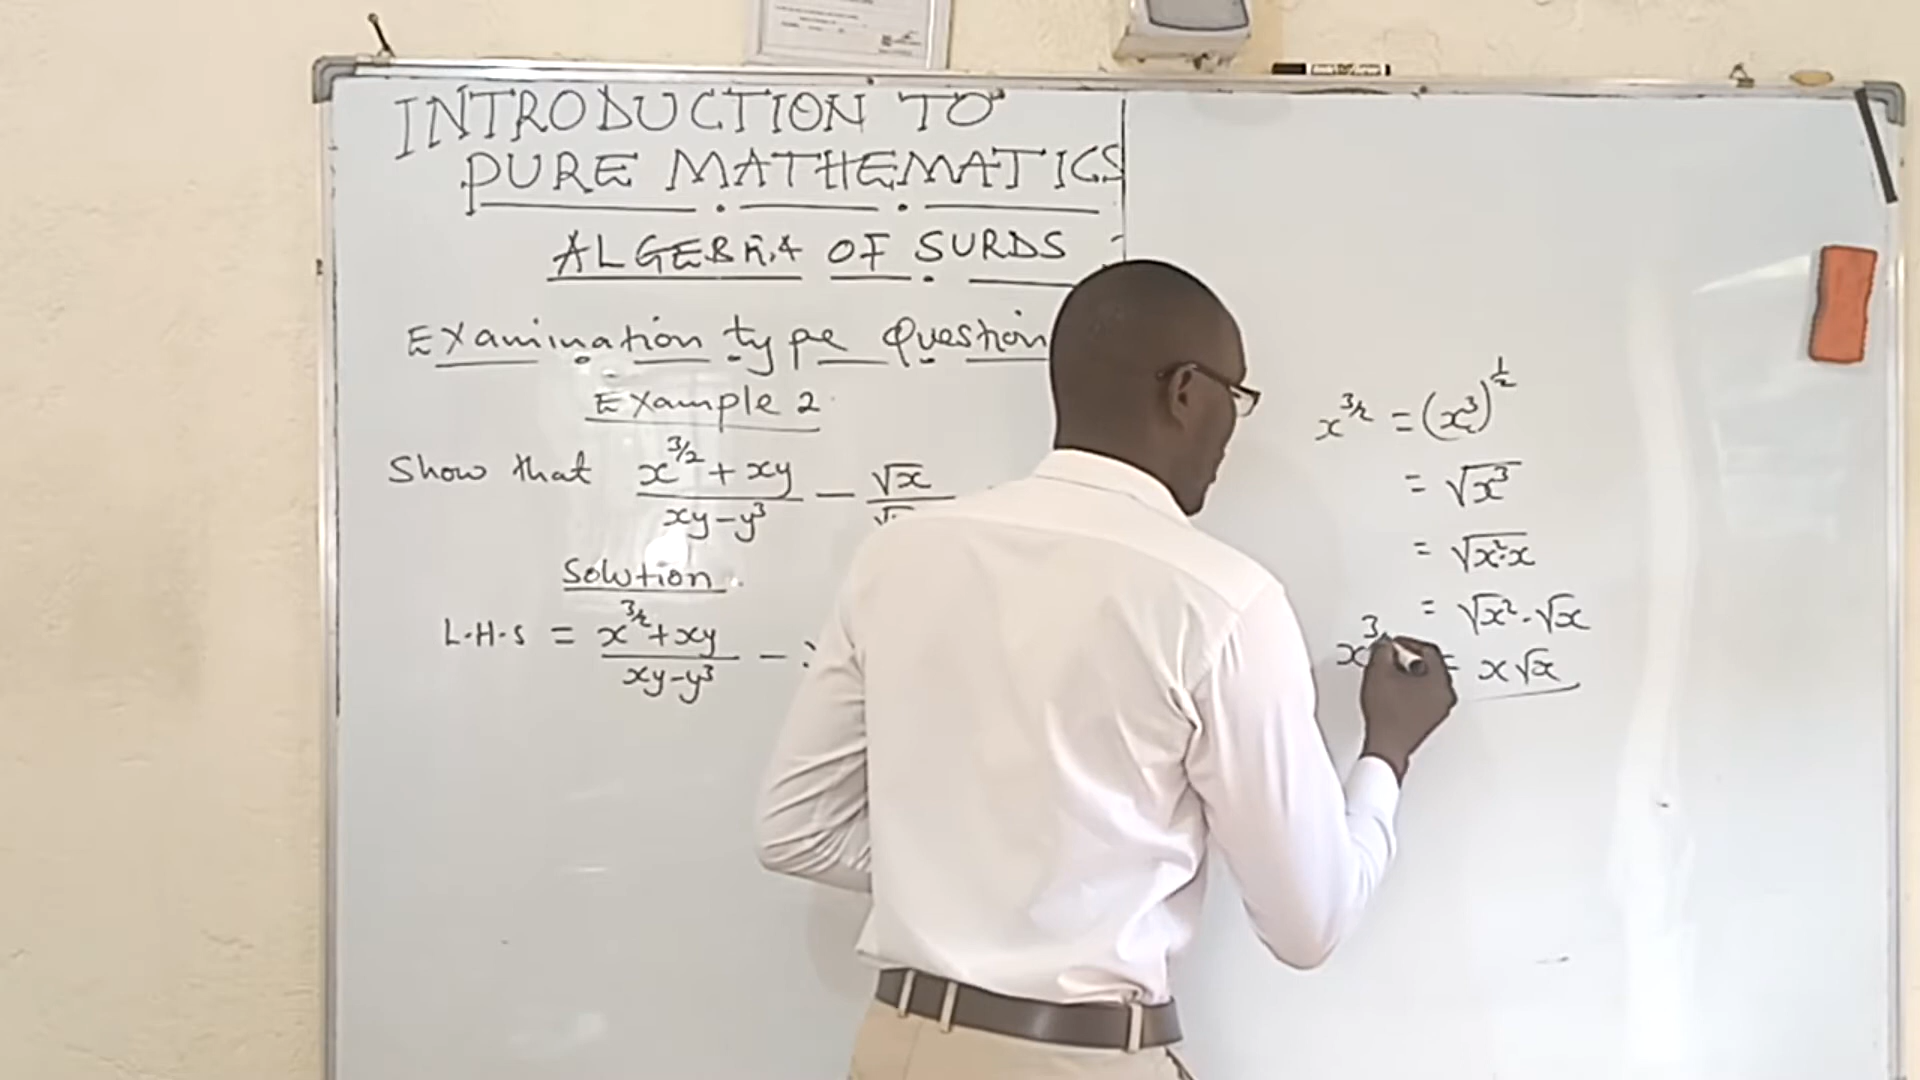 INTRODUCTION TO
PURE MATHEMATICS
ALGEBRA OF SURDS
Examination type Question
Example 2
Show that x^{3/2} + xy / xy - y³ - √x
Solution
L.H.S = x^{3/2} + xy / xy - y³ -
x^{3/2} = (x³)^{1/2}
= √x³
= √x²·x
= √x² · √x
x^3 = x√x